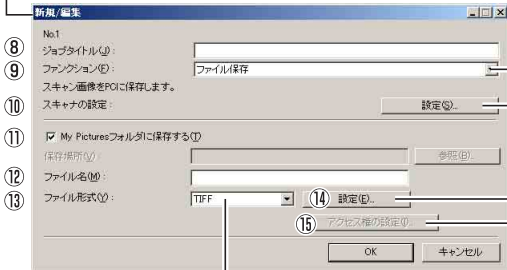 新規/編集
No.1
⑧ ジョブタイトル(J):
⑨ ファンクション(F): ファイル保存
スキャン画像をPCに保存します。
⑩ スキャナの設定: 設定(S)...
⑪ My Picturesフォルダに保存する(T)
保存場所(V): 参照(B)...
⑫ ファイル名(M):
⑬ ファイル形式(Y): TIFF ⑭ 設定(E)...
⑮ アクセス権の設定(I)...
OK キャンセル